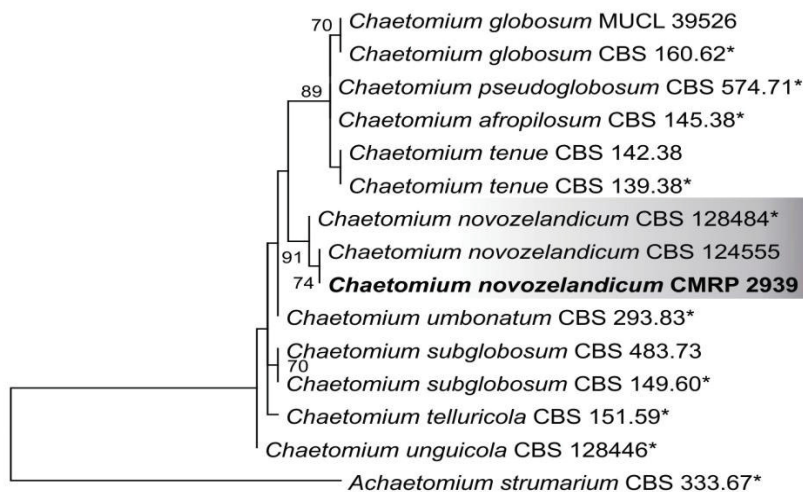 70 Chaetomium globosum MUCL 39526
Chaetomium globosum CBS 160.62*
89 Chaetomium pseudoglobosum CBS 574.71*
Chaetomium afropilosum CBS 145.38*
Chaetomium tenue CBS 142.38
Chaetomium tenue CBS 139.38*
Chaetomium novozelandicum CBS 128484*
91 Chaetomium novozelandicum CBS 124555
74 Chaetomium novozelandicum CMRP 2939
Chaetomium umbonatum CBS 293.83*
Chaetomium subglobosum CBS 483.73
70 Chaetomium subglobosum CBS 149.60*
Chaetomium telluricola CBS 151.59*
Chaetomium unguicola CBS 128446*
Achaetomium strumarium CBS 333.67*